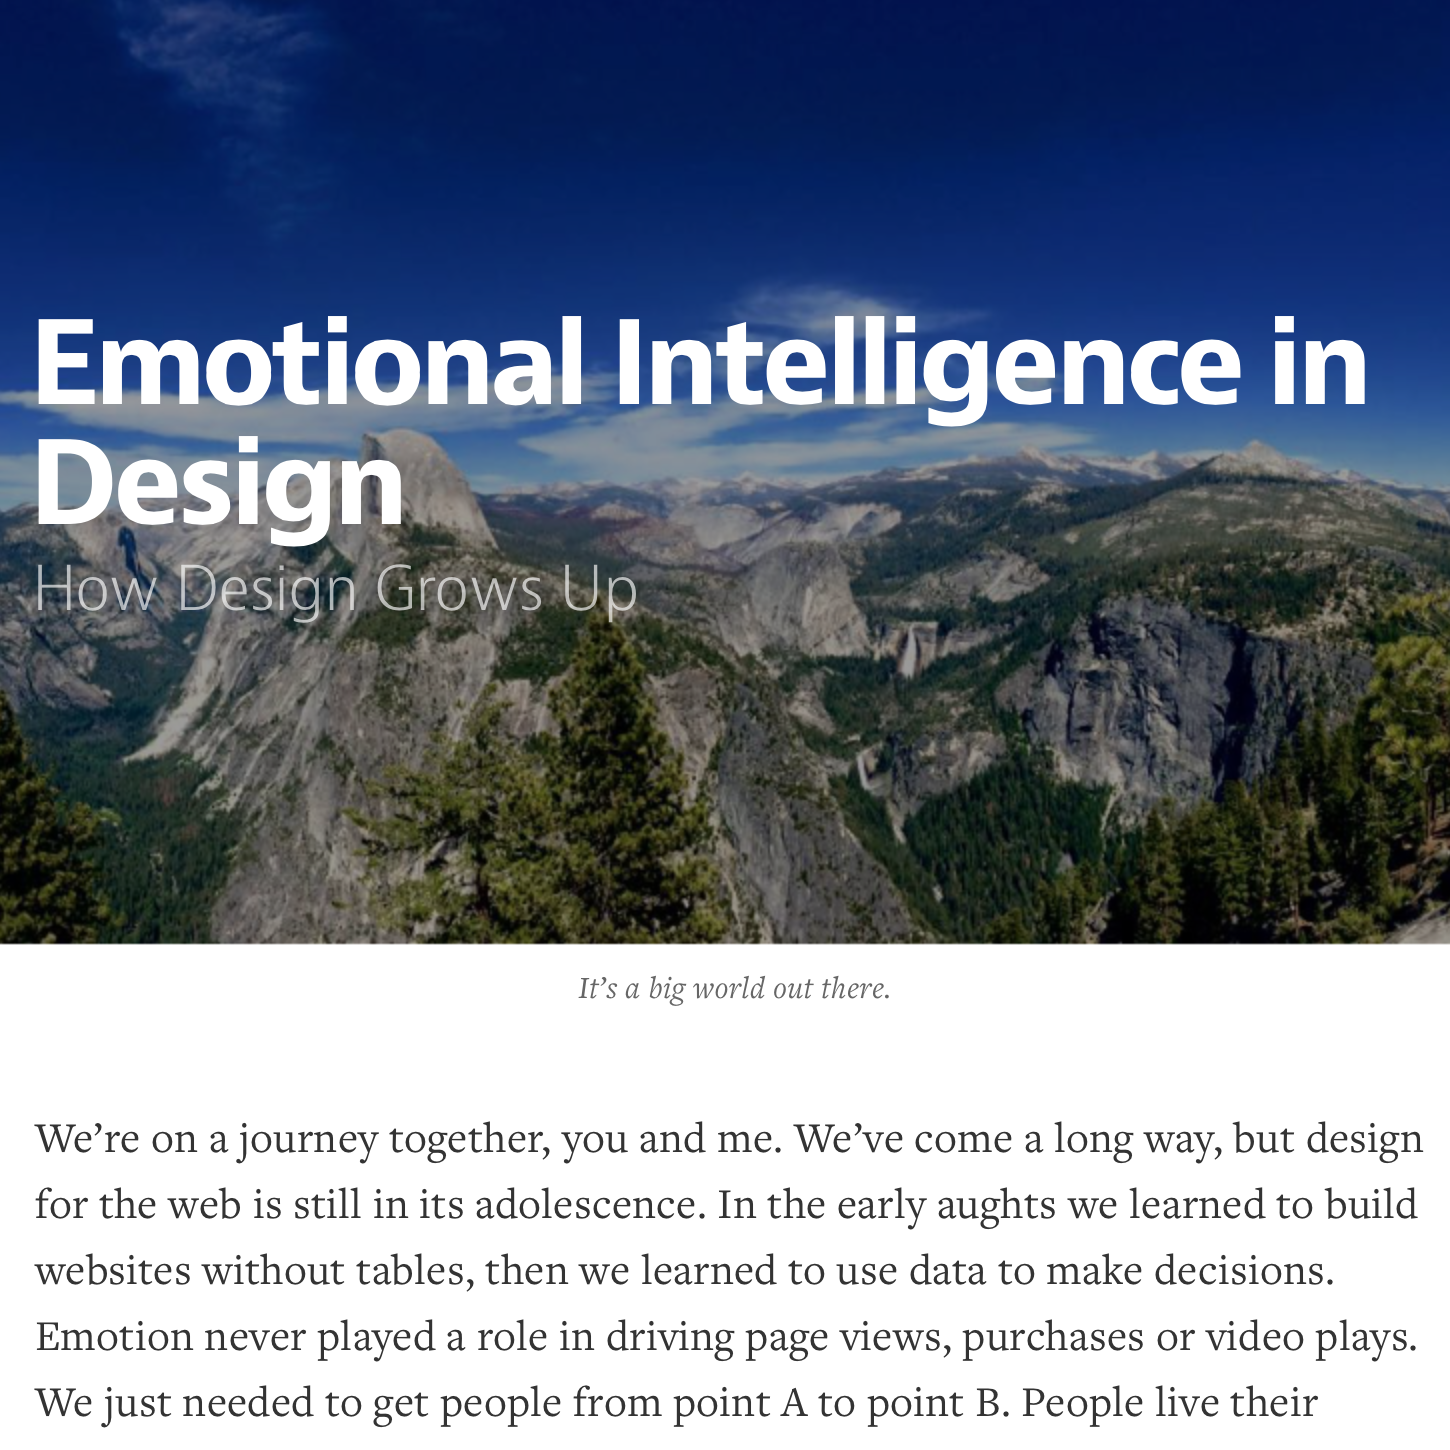 Emotional Intelligence in
Design
How Design Grows Up
It’s a big world out there.
We’re on a journey together, you and me. We’ve come a long way, but design
for the web is still in its adolescence. In the early aughts we learned to build
websites without tables, then we learned to use data to make decisions.
Emotion never played a role in driving page views, purchases or video plays.
We just needed to get people from point A to point B. People live their